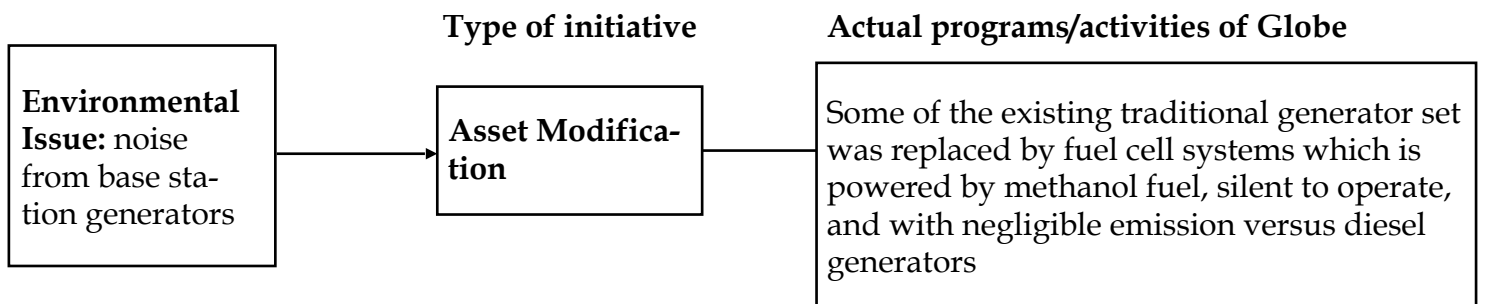 Type of initiative
Actual programs/activities of Globe
Environmental
Issue: noise
from base sta-
tion generators
Asset Modifica-
tion
Some of the existing traditional generator set
was replaced by fuel cell systems which is
powered by methanol fuel, silent to operate,
and with negligible emission versus diesel
generators